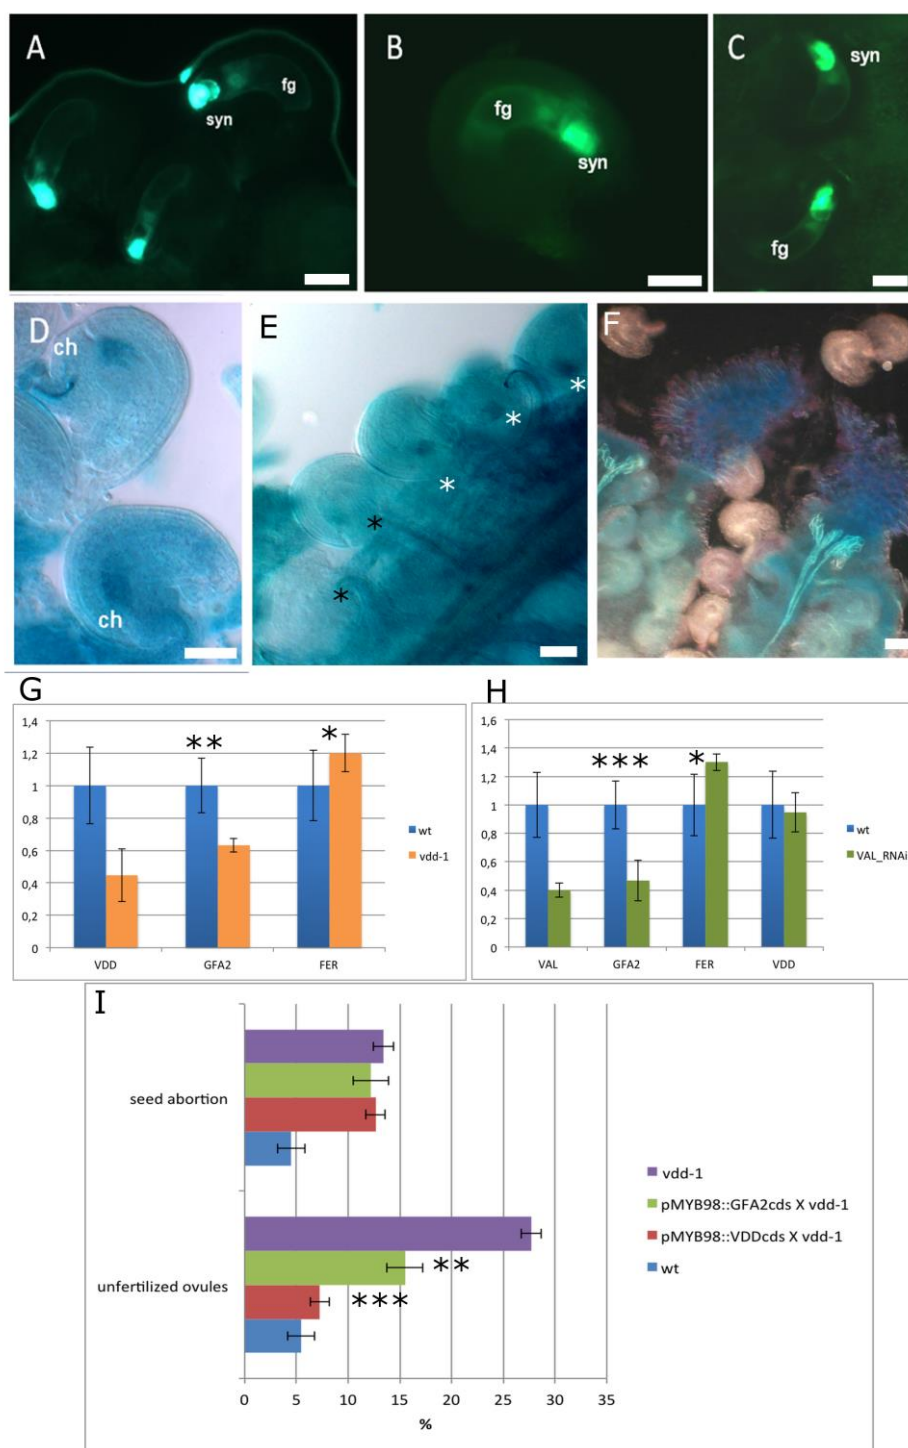 A
fg
syn
B
fg
syn
C
syn
fg
D
ch
ch
E
*
*
*
*
*
F
G
1,4
1,2
1
0,8
0,6
0,4
0,2
0
**
*
VDD
GFA2
FER
wt
vdd-1
H
1,6
1,4
1,2
1
0,8
0,6
0,4
0,2
0
***
*
VAL
GFA2
FER
VDD
wt
VAL_RNAi
I
seed abortion
unfertilized ovules
**
***
0 5 10 15 20 25 30 35
%
vdd-1
pMYB98::GFA2cds X vdd-1
pMYB98::VDDcds X vdd-1
wt